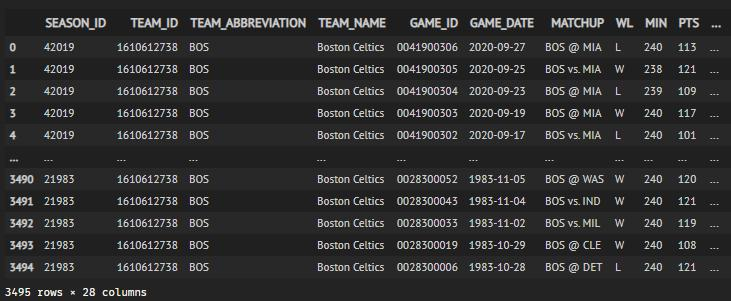 SEASON_ID TEAM_ID TEAM_ABBREVIATION TEAM_NAME GAME_ID GAME_DATE MATCHUP WL MIN PTS ...
0 42019 1610612738 BOS Boston Celtics 0041900306 2020-09-27 BOS @ MIA L 240 113 ...
1 42019 1610612738 BOS Boston Celtics 0041900305 2020-09-25 BOS vs. MIA W 238 121 ...
2 42019 1610612738 BOS Boston Celtics 0041900304 2020-09-23 BOS @ MIA L 239 109 ...
3 42019 1610612738 BOS Boston Celtics 0041900303 2020-09-19 BOS @ MIA W 240 117 ...
4 42019 1610612738 BOS Boston Celtics 0041900302 2020-09-17 BOS vs. MIA L 240 101 ...
... ... ... ... ... ... ... ... ... ... ... ...
3490 21983 1610612738 BOS Boston Celtics 0028300052 1983-11-05 BOS @ WAS W 240 120 ...
3491 21983 1610612738 BOS Boston Celtics 0028300043 1983-11-04 BOS vs. IND W 240 121 ...
3492 21983 1610612738 BOS Boston Celtics 0028300033 1983-11-02 BOS vs. MIL W 240 119 ...
3493 21983 1610612738 BOS Boston Celtics 0028300019 1983-10-29 BOS @ CLE W 240 108 ...
3494 21983 1610612738 BOS Boston Celtics 0028300006 1983-10-28 BOS @ DET L 240 121 ...
3495 rows × 28 columns